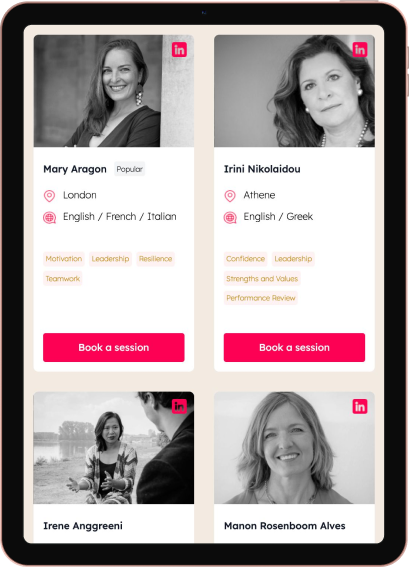 in
in
Mary Aragon Popular
London
English / French / Italian
Motivation Leadership Resilience
Teamwork
Book a session
Irini Nikolaidou
Athene
English / Greek
Confidence Leadership
Strengths and Values
Performance Review
Book a session
in
in
Irene Anggreeni
Manon Rosenboom Alves